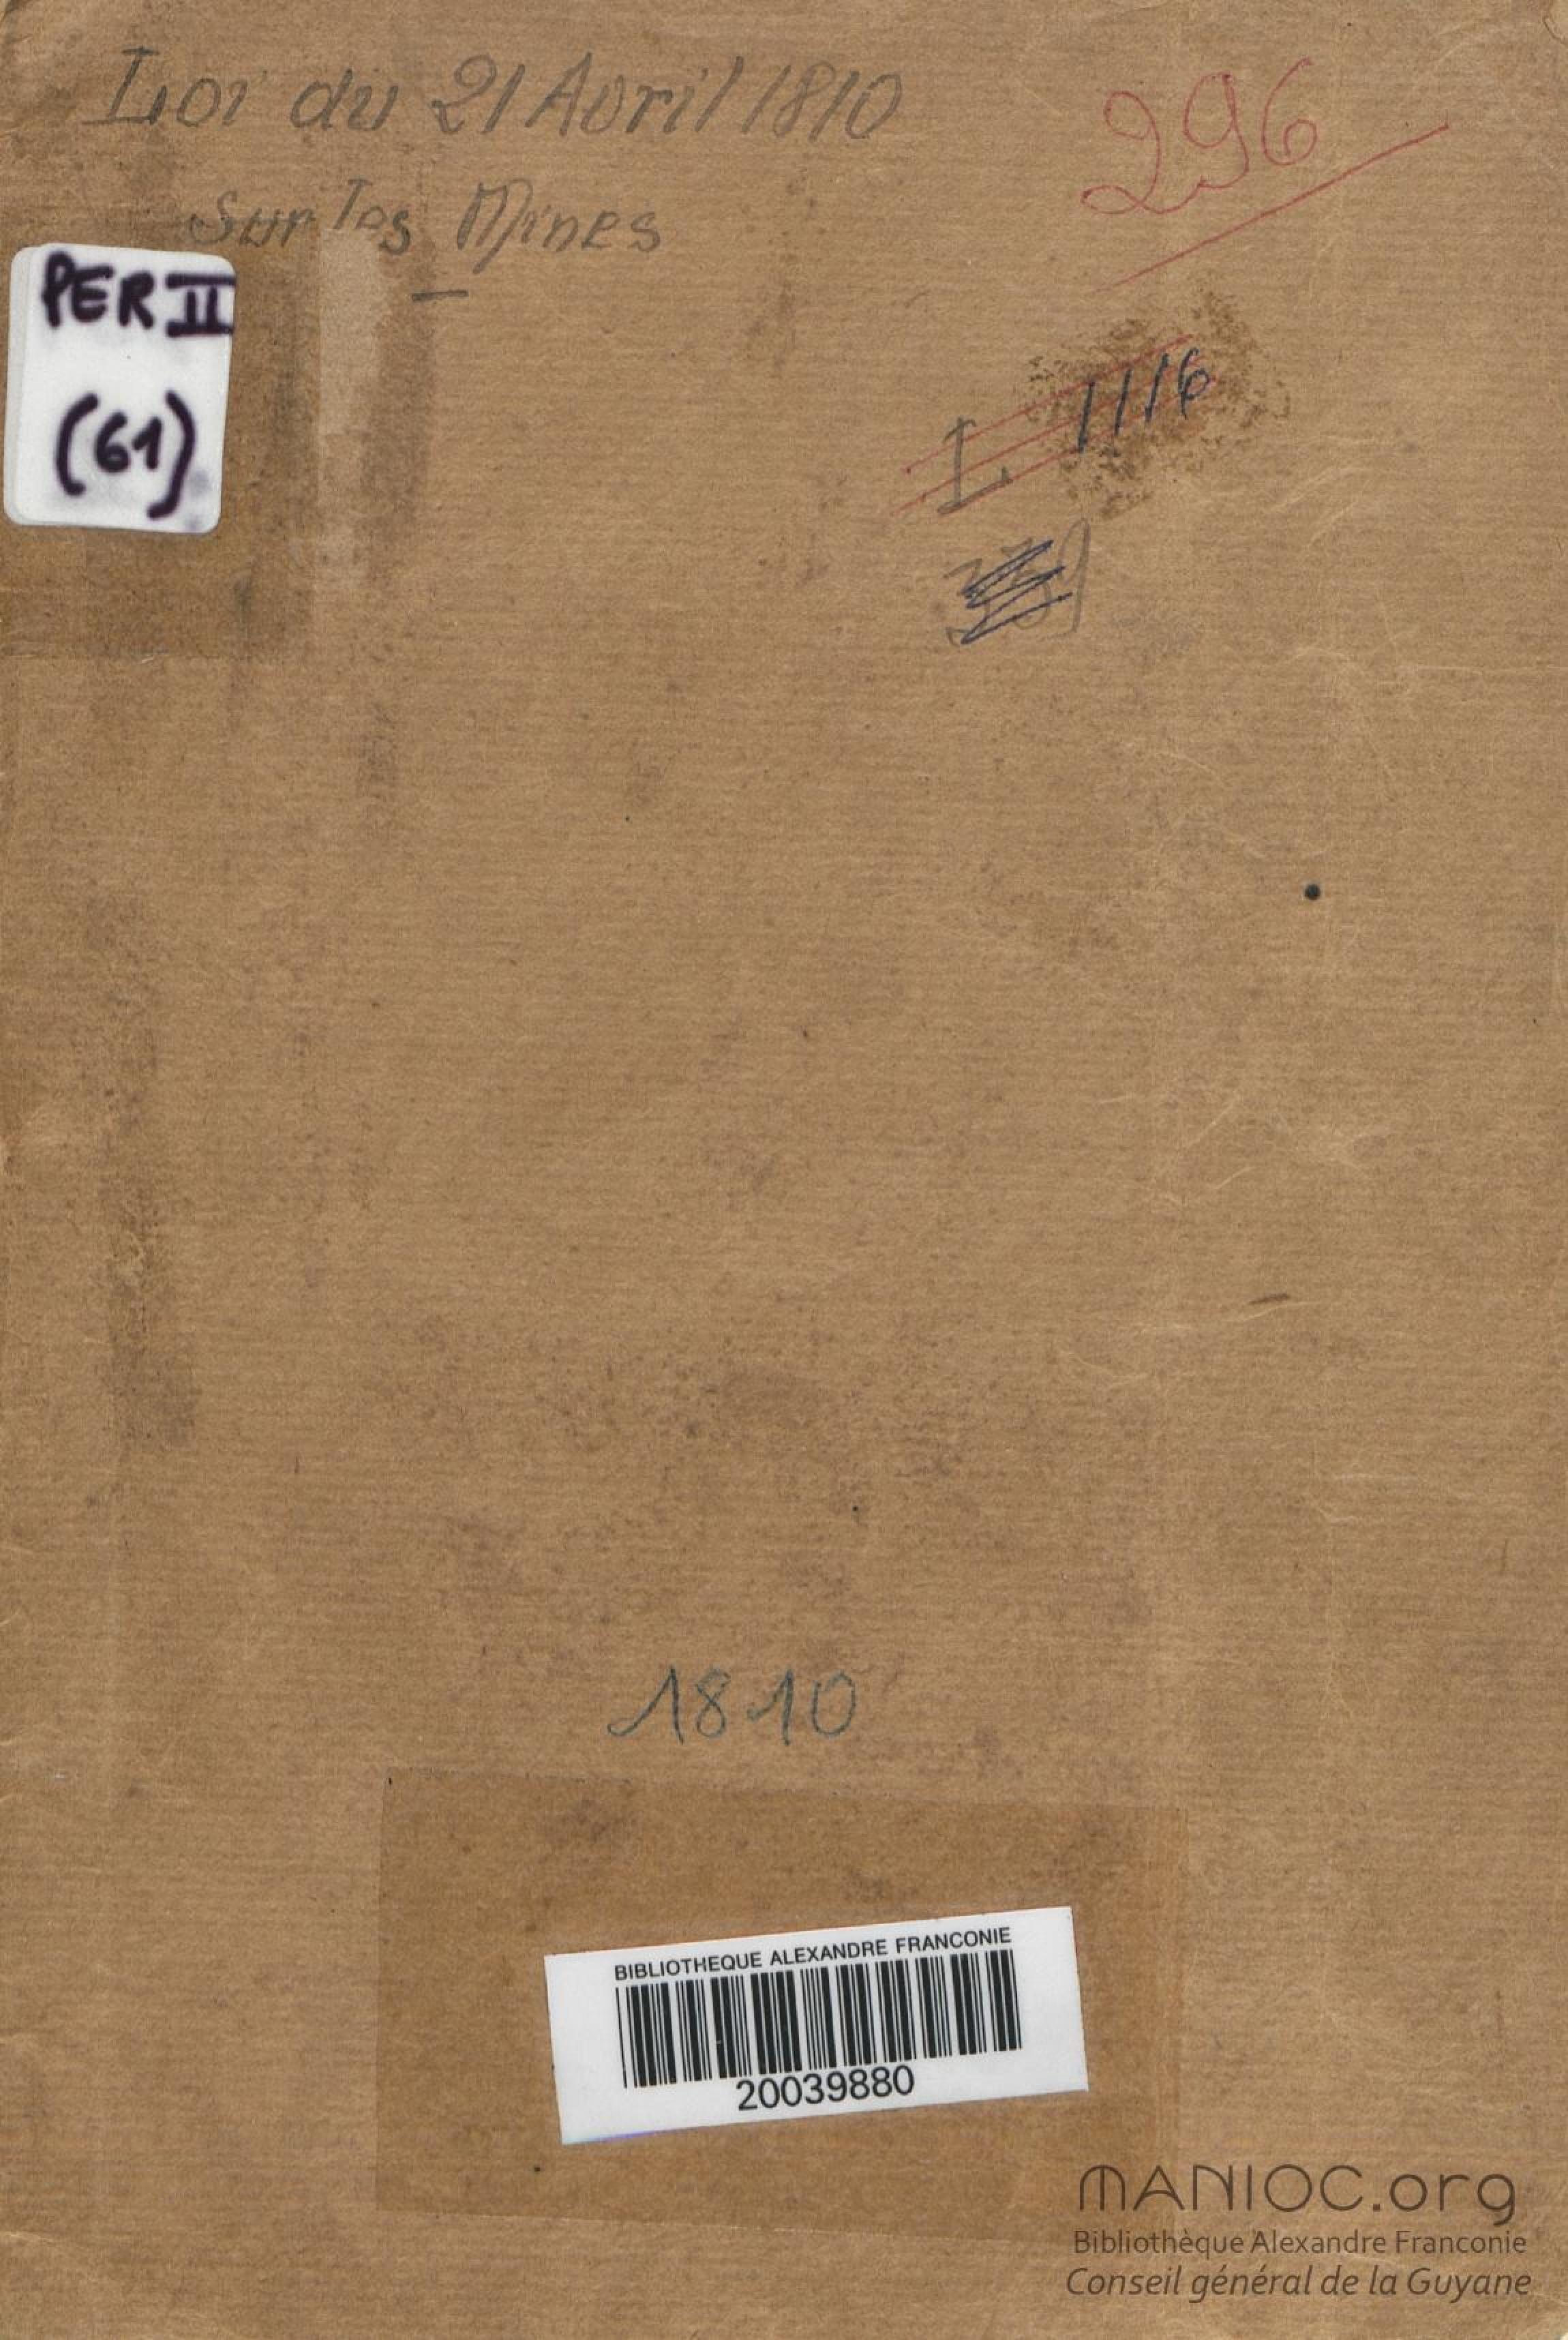 Loi du 21 Avril 1810
296
Sur les Mines
PER II
(61)
L 1116
1810
BIBLIOTHEQUE ALEXANDRE FRANCONIE
20039880
MANIOC.org
Bibliothèque Alexandre Franconie
Conseil général de la Guyane